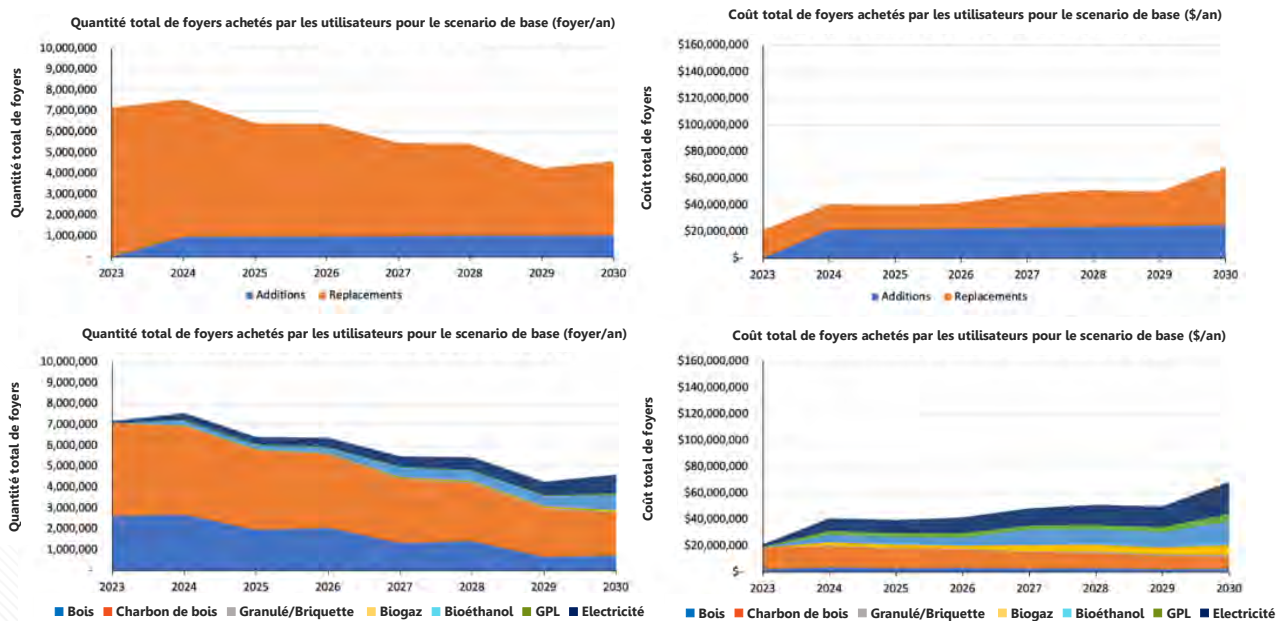 Quantité total de foyers achetés par les utilisateurs pour le scenario de base (foyer/an)
Quantité total de foyers
10,000,000
9,000,000
8,000,000
7,000,000
6,000,000
5,000,000
4,000,000
3,000,000
2,000,000
1,000,000
-
2023 2024 2025 2026 2027 2028 2029 2030
Additions Replacements
Coût total de foyers achetés par les utilisateurs pour le scenario de base ($/an)
Coût total de foyers
$160,000,000
$140,000,000
$120,000,000
$100,000,000
$80,000,000
$60,000,000
$40,000,000
$20,000,000
$-
2023 2024 2025 2026 2027 2028 2029 2030
Additions Replacements
Quantité total de foyers achetés par les utilisateurs pour le scenario de base (foyer/an)
Quantité total de foyers
10,000,000
9,000,000
8,000,000
7,000,000
6,000,000
5,000,000
4,000,000
3,000,000
2,000,000
1,000,000
-
2023 2024 2025 2026 2027 2028 2029 2030
Bois Charbon de bois Granulé/Briquette Biogaz Bioéthanol GPL Electricité
Coût total de foyers achetés par les utilisateurs pour le scenario de base ($/an)
Coût total de foyers
$160,000,000
$140,000,000
$120,000,000
$100,000,000
$80,000,000
$60,000,000
$40,000,000
$20,000,000
$-
2023 2024 2025 2026 2027 2028 2029 2030
Bois Charbon de bois Granulé/Briquette Biogaz Bioéthanol GPL Electricité